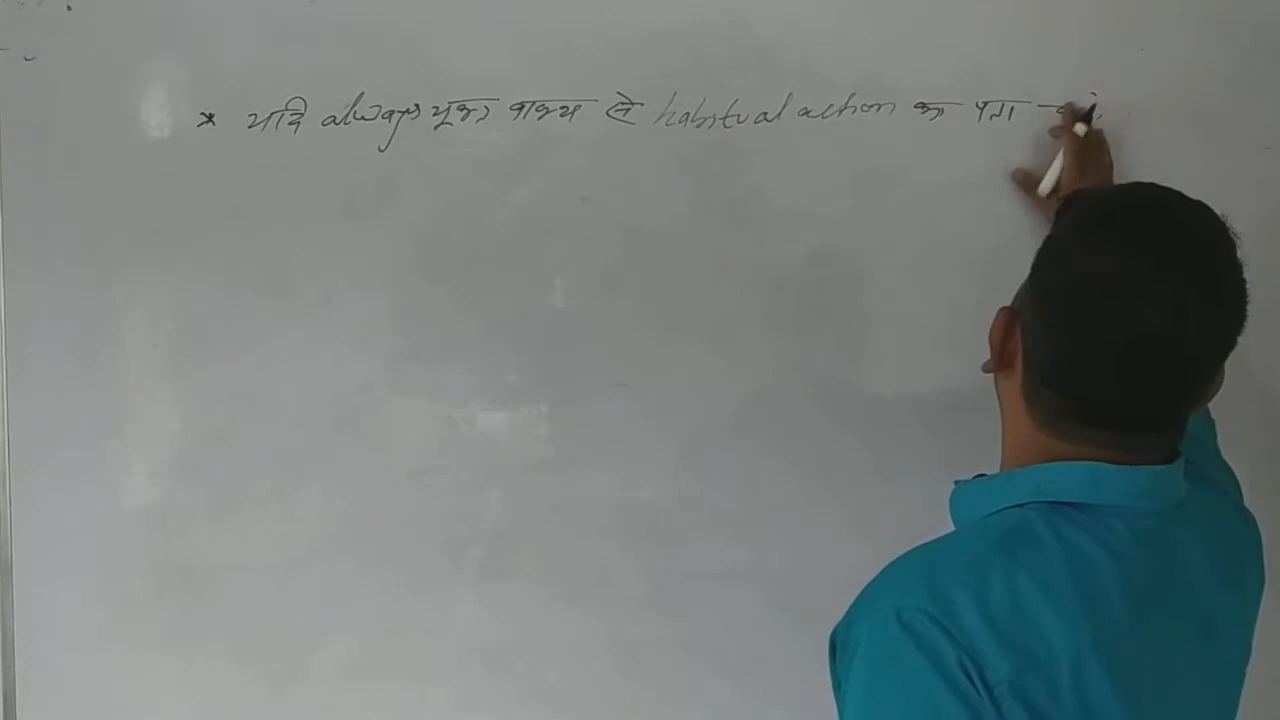 * यदि always युक्त वाक्य से habitual action का पता